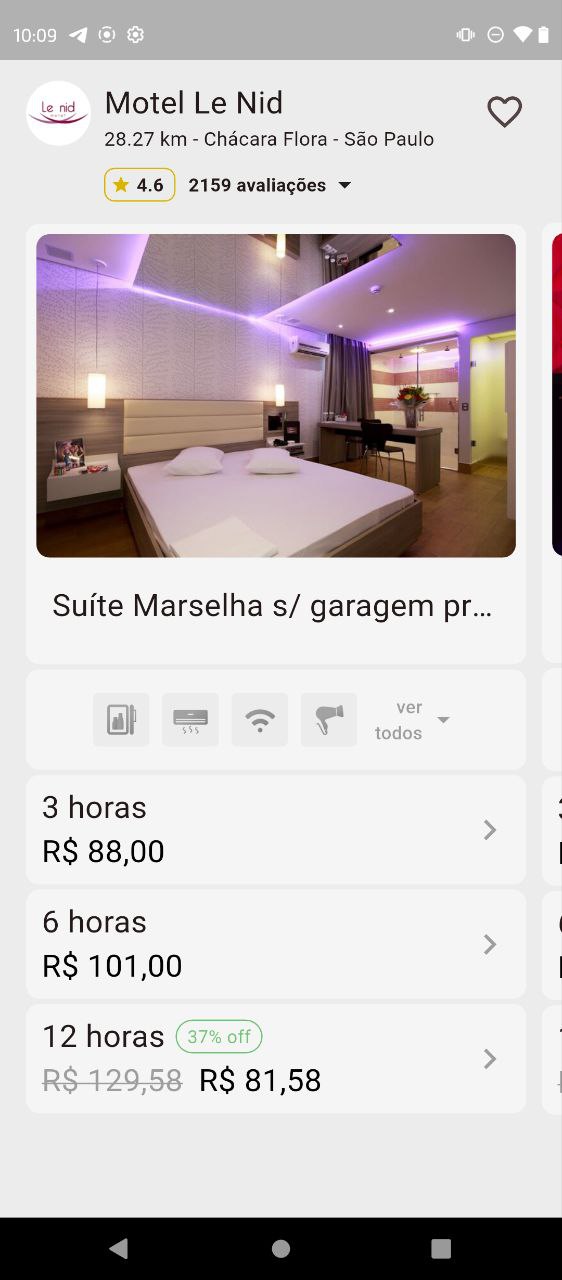 10:09
Le nid
Motel Le Nid
28.27 km - Chácara Flora - São Paulo
4.6 2159 avaliações
Suíte Marselha s/ garagem pr...
ver
todos
3 horas
R$ 88,00
6 horas
R$ 101,00
12 horas 37% off
R$ 129,58 R$ 81,58